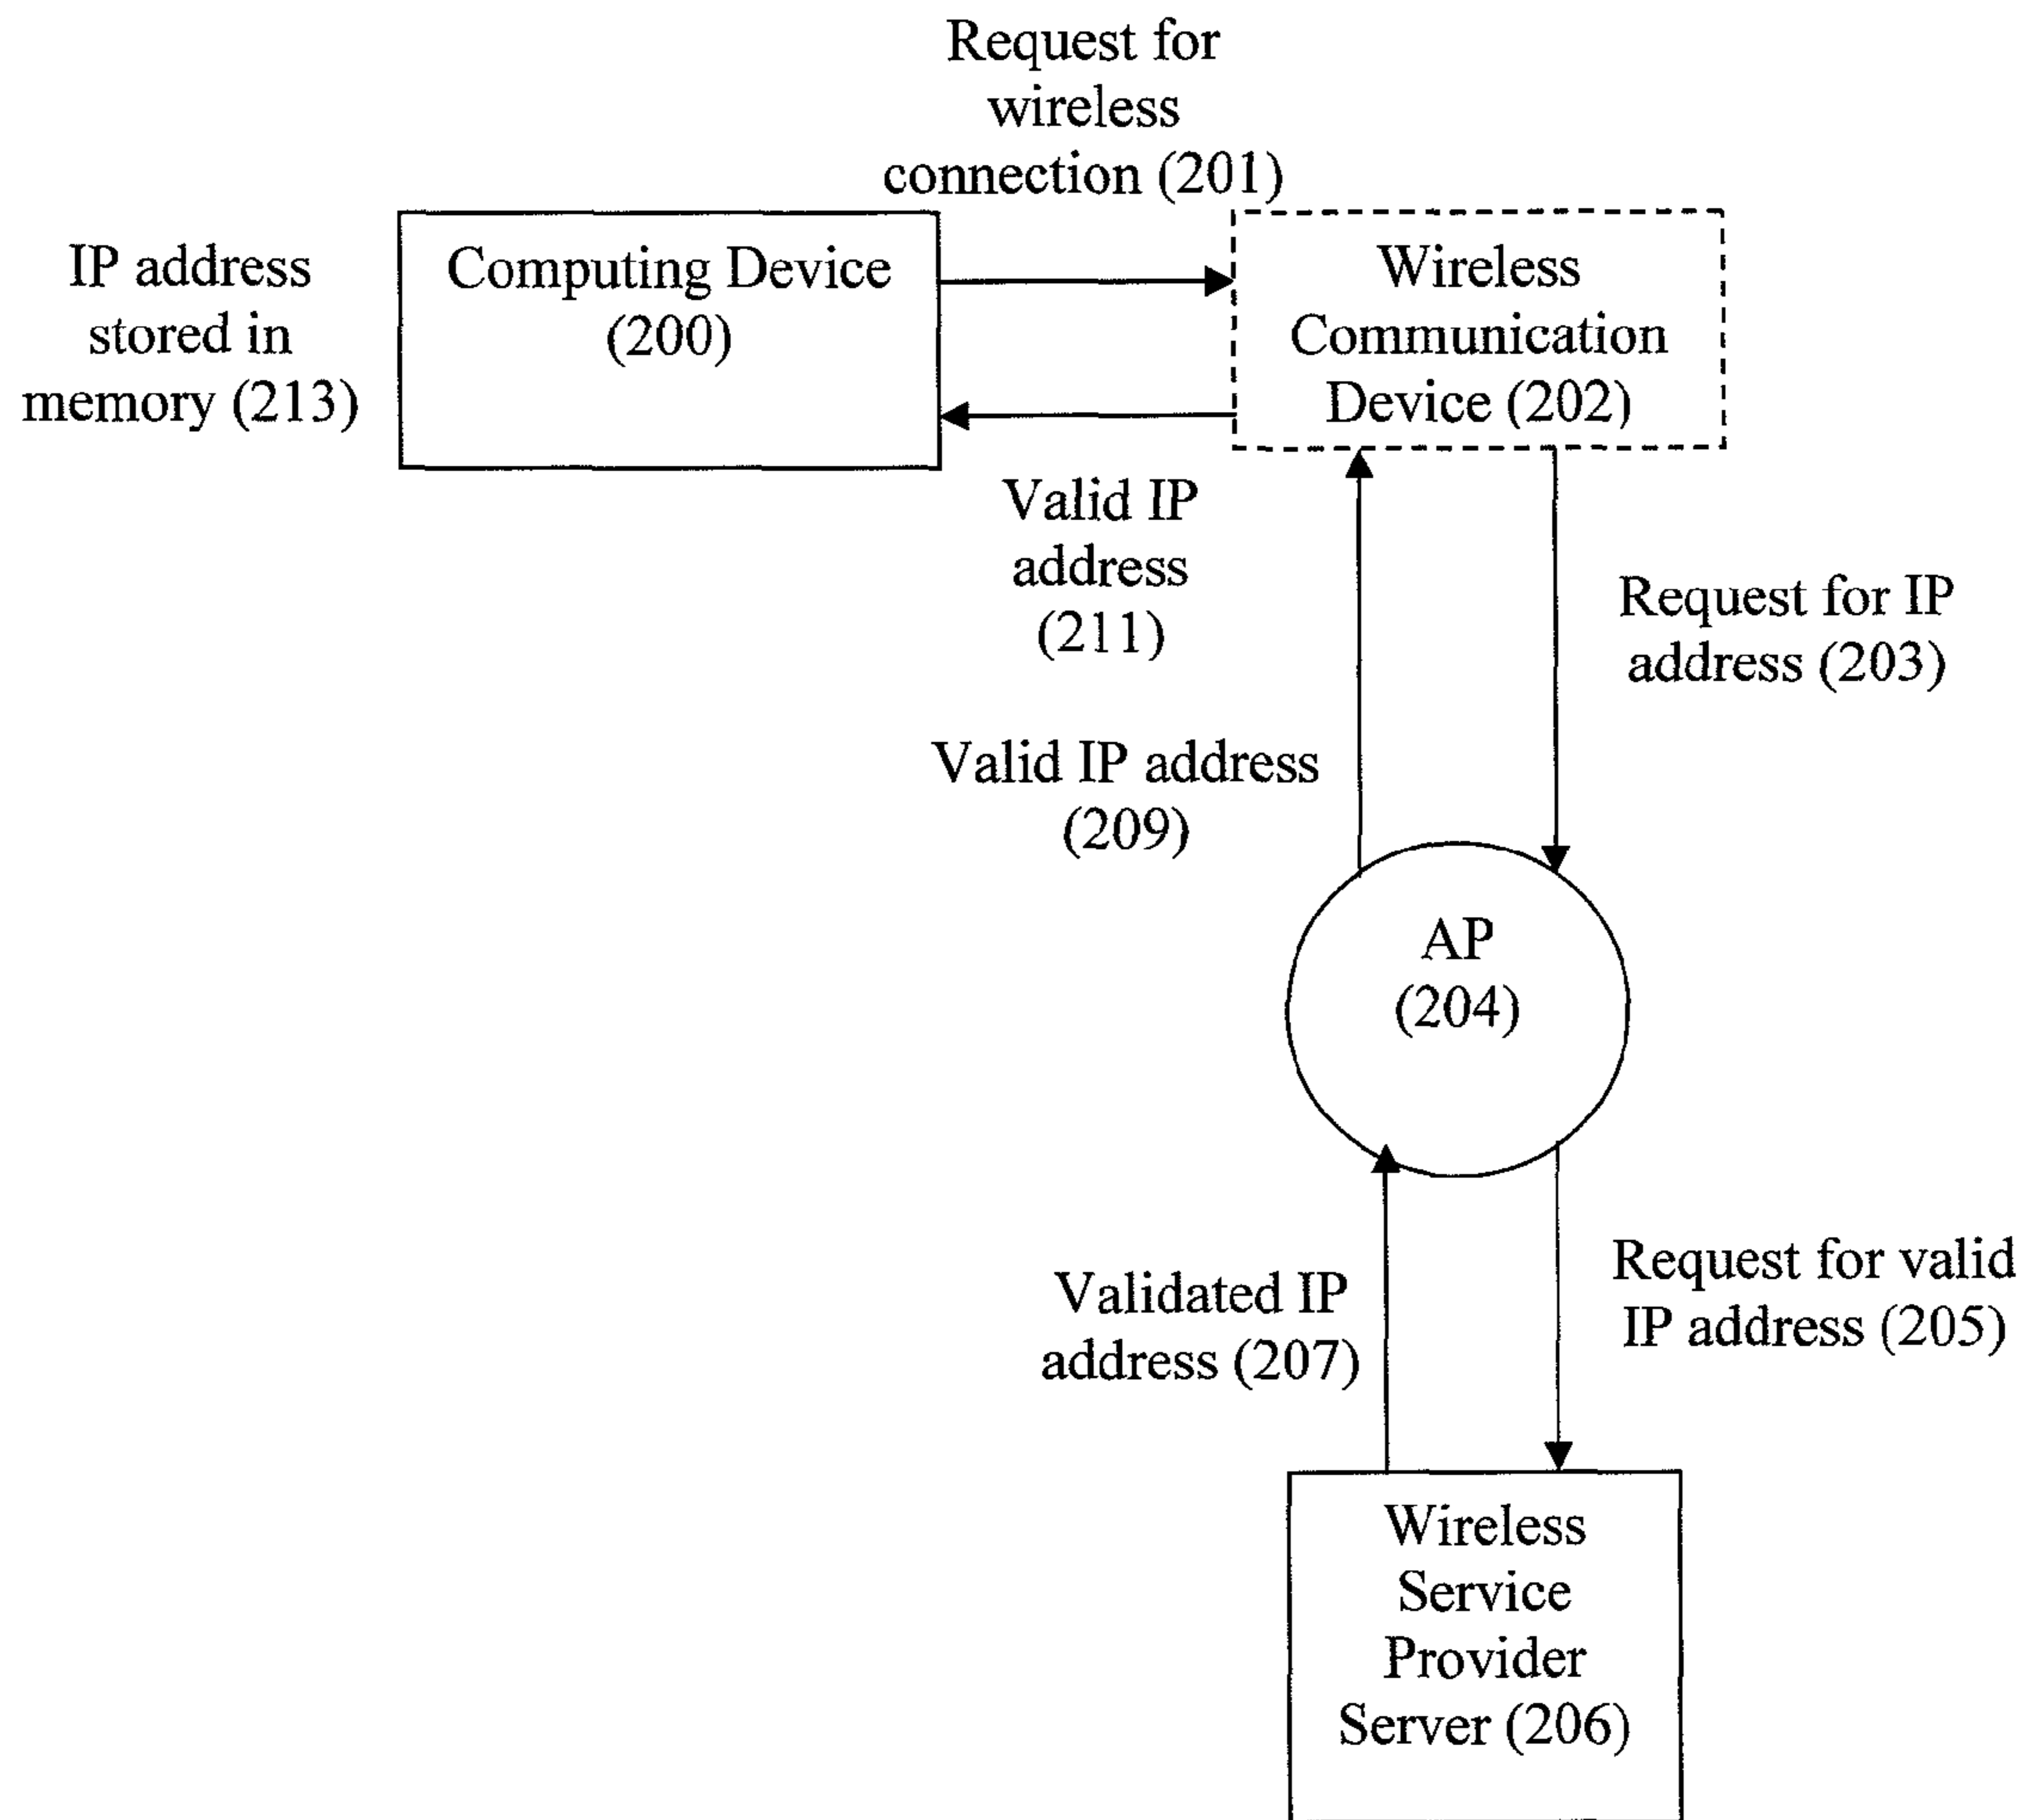 Request for
wireless
connection (201)
IP address
stored in
memory (213)
Computing Device
(200)
Wireless
Communication
Device (202)
Valid IP
address
(211)
Request for IP
address (203)
Valid IP address
(209)
AP
(204)
Validated IP
address (207)
Request for valid
IP address (205)
Wireless
Service
Provider
Server (206)